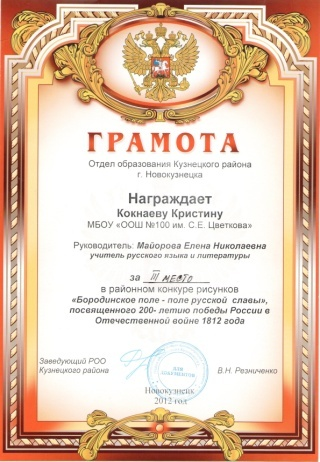 ГРАМОТА
Отдел образования Кузнецкого района
г. Новокузнецка
Награждает
Кокнаеву Кристину
МБОУ «ООШ №100 им. С.Е. Цветкова»
Руководитель: Майорова Елена Николаевна
учитель русского языка и литературы
за III место
в районном конкурсе рисунков
«Бородинское поле - поле русской славы»,
посвященного 200- летию победы России в
Отечественной войне 1812 года
Заведующий РОО
Кузнецкого района
В.Н. Резниченко
ДЛЯ
ДОКУМЕНТОВ
Новокузнецк
2012 год